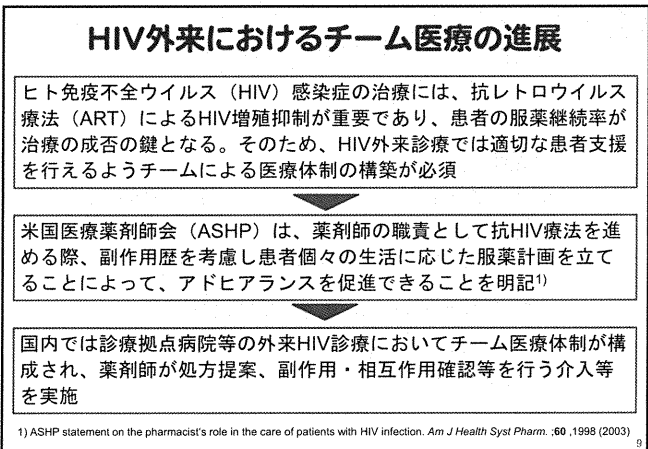 HIV外来におけるチーム医療の進展
ヒト免疫不全ウイルス（HIV）感染症の治療には、抗レトロウイルス
療法（ART）によるHIV増殖抑制が重要であり、患者の服薬継続率が
治療の成否の鍵となる。そのため、HIV外来診療では適切な患者支援
を行えるようチームによる医療体制の構築が必須
米国医療薬剤師会（ASHP）は、薬剤師の職責として抗HIV療法を進
める際、副作用歴を考慮し患者個々の生活に応じた服薬計画を立て
ることによって、アドヒアランスを促進できることを明記1)
国内では診療拠点病院等の外来HIV診療においてチーム医療体制が構
成され、薬剤師が処方提案、副作用・相互作用確認等を行う介入等
を実施
1) ASHP statement on the pharmacist's role in the care of patients with HIV infection. Am J Health Syst Pharm. ;60 ,1998 (2003)
9